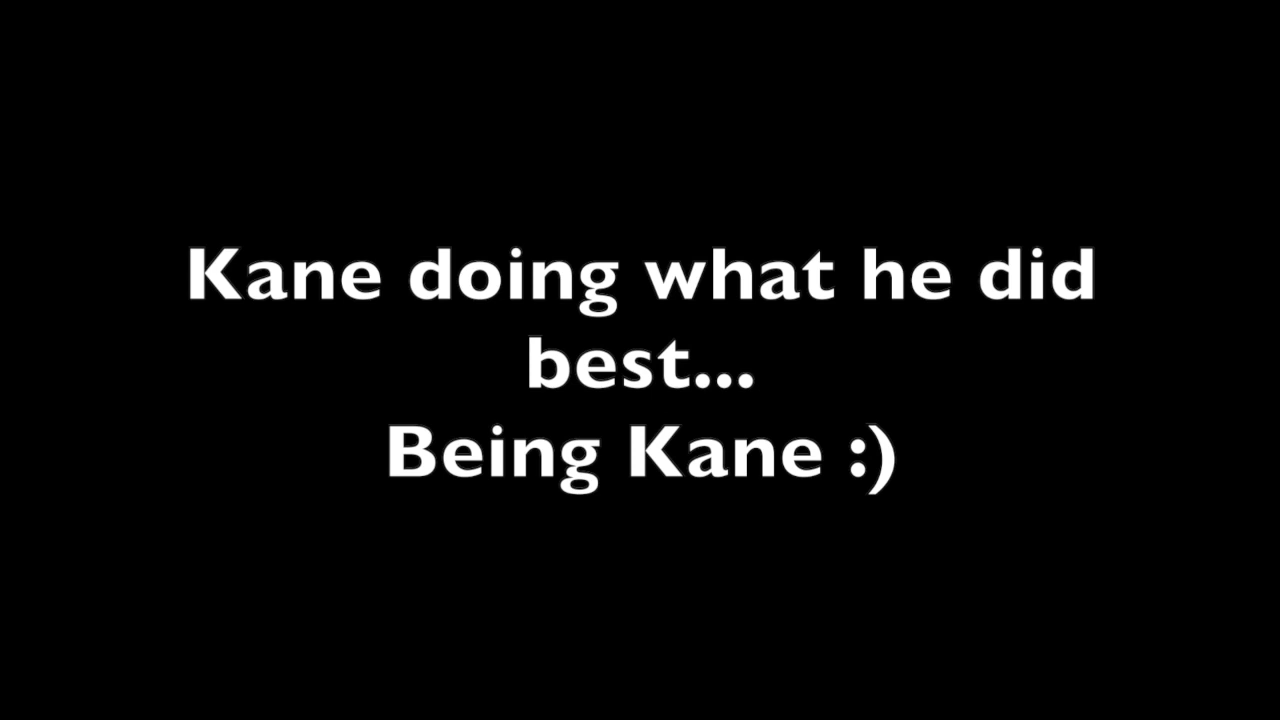 Kane doing what he did
best...
Being Kane :)